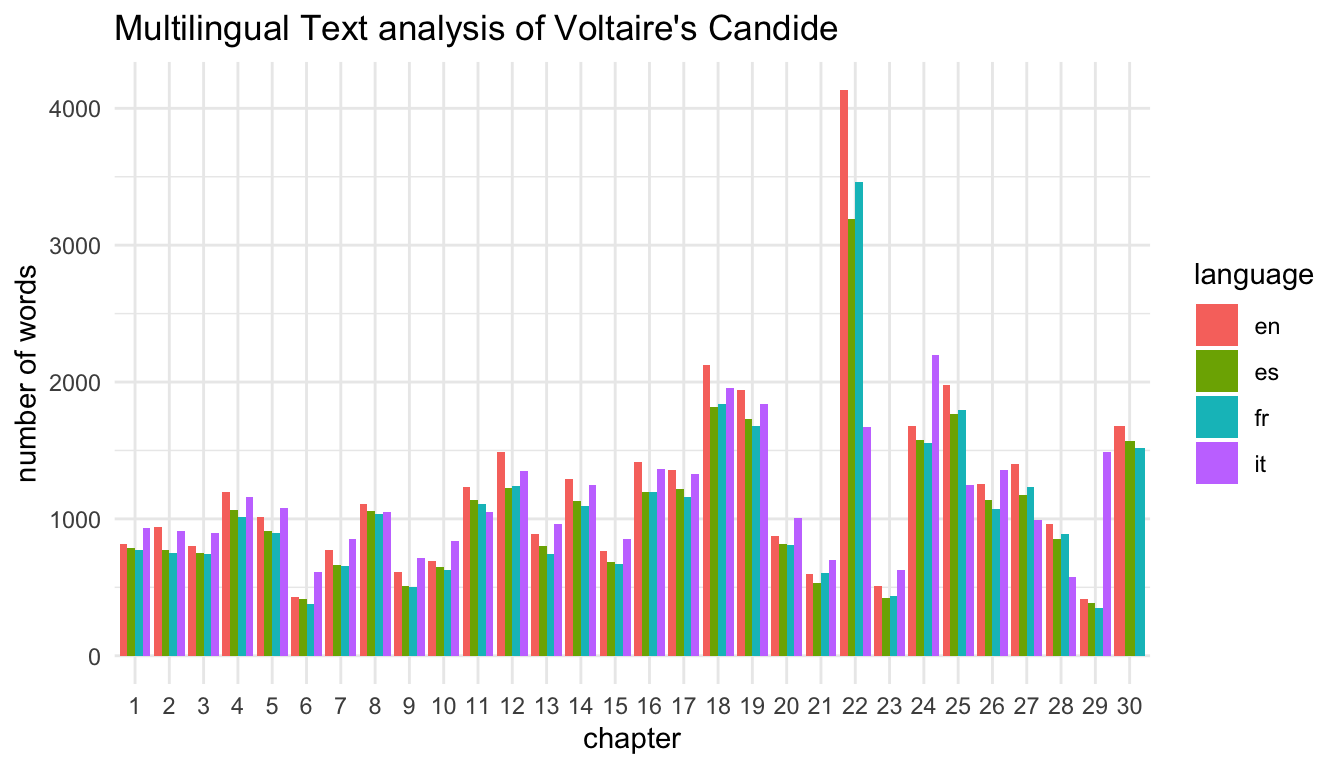 Multilingual Text analysis of Voltaire's Candide
number of words
4000
3000
2000
1000
0
1 2 3 4 5 6 7 8 9 10 11 12 13 14 15 16 17 18 19 20 21 22 23 24 25 26 27 28 29 30
chapter
language
en
es
fr
it